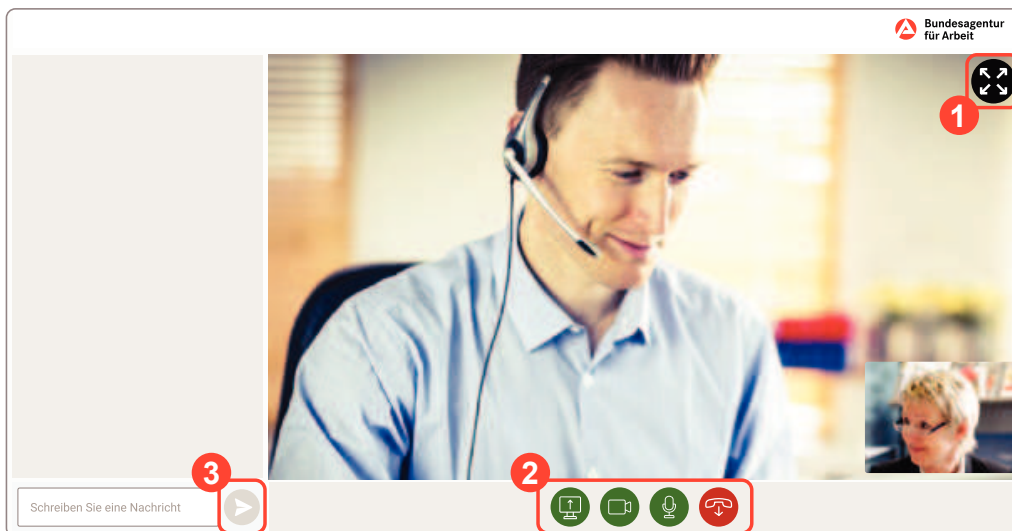 Bundesagentur
für Arbeit
1
3
2
Schreiben Sie eine Nachricht